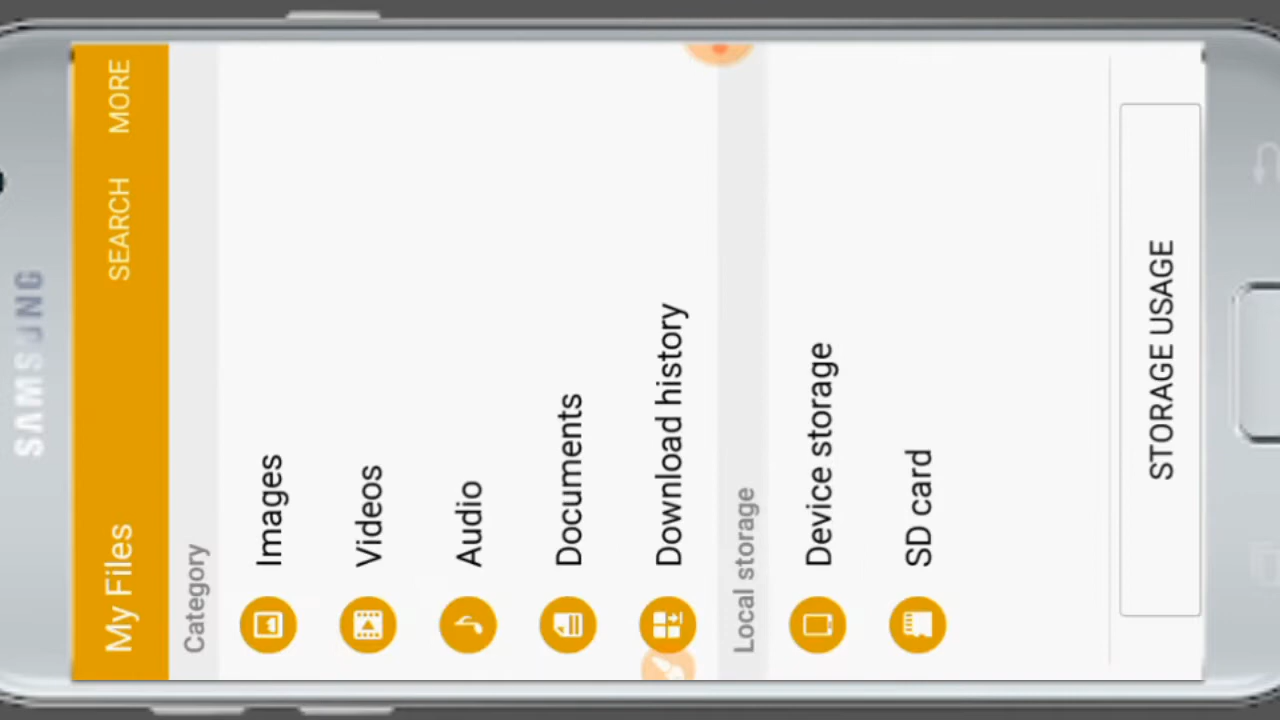 SAMSUNG
My Files SEARCH MORE
Category
Images
Videos
Audio
Documents
Download history
Local storage
Device storage
SD card
STORAGE USAGE